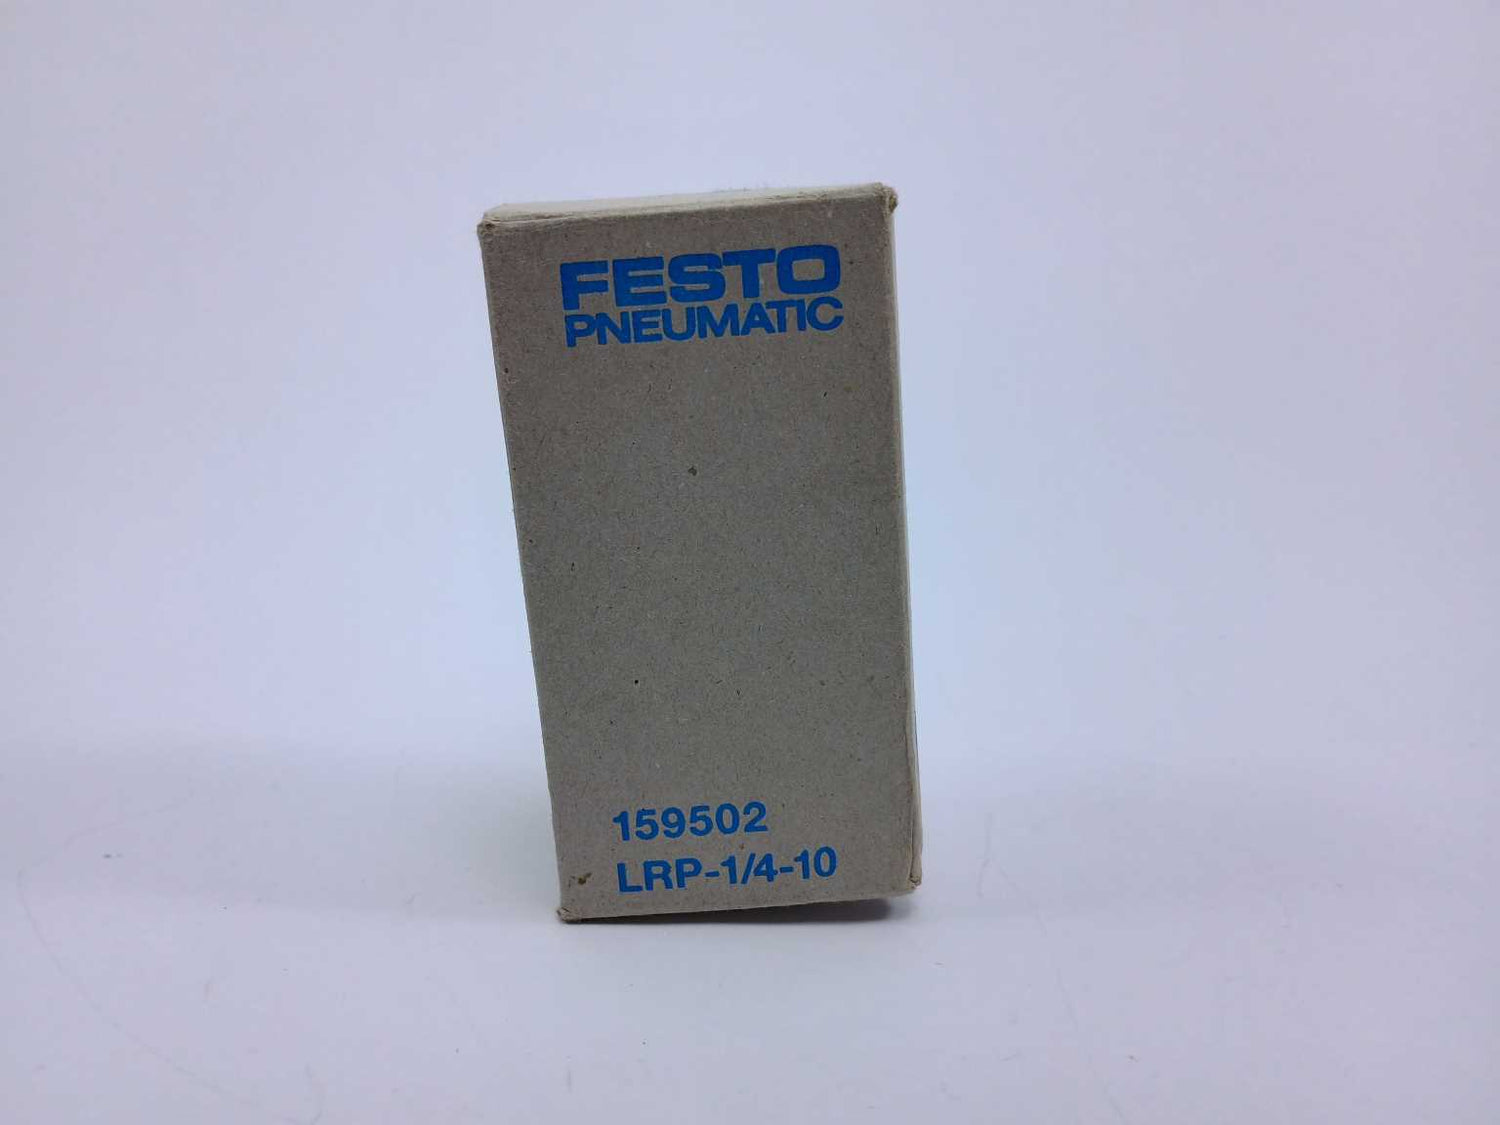 FESTO
PNEUMATIC
159502
LRP-1/4-10